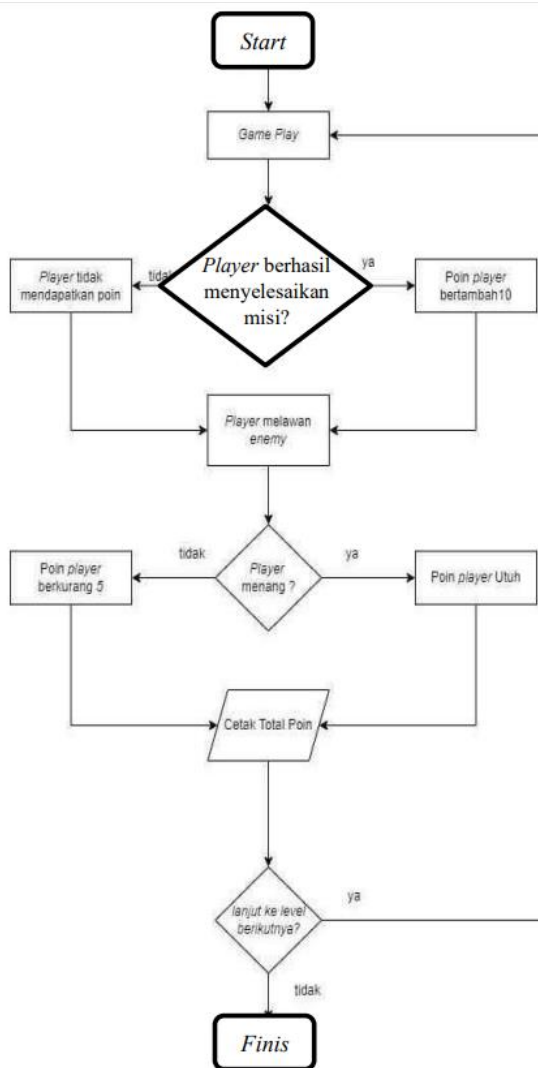 Start
Game Play
Player berhasil
menyelesaikan
misi?
tidak
ya
Player tidak
mendapatkan poin
Poin player
bertambah10
Player melawan
enemy
tidak
ya
Player
menang ?
Poin player
berkurang 5
Poin player Utuh
Cetak Total Poin
lanjut ke level
berikutnya?
ya
tidak
Finis